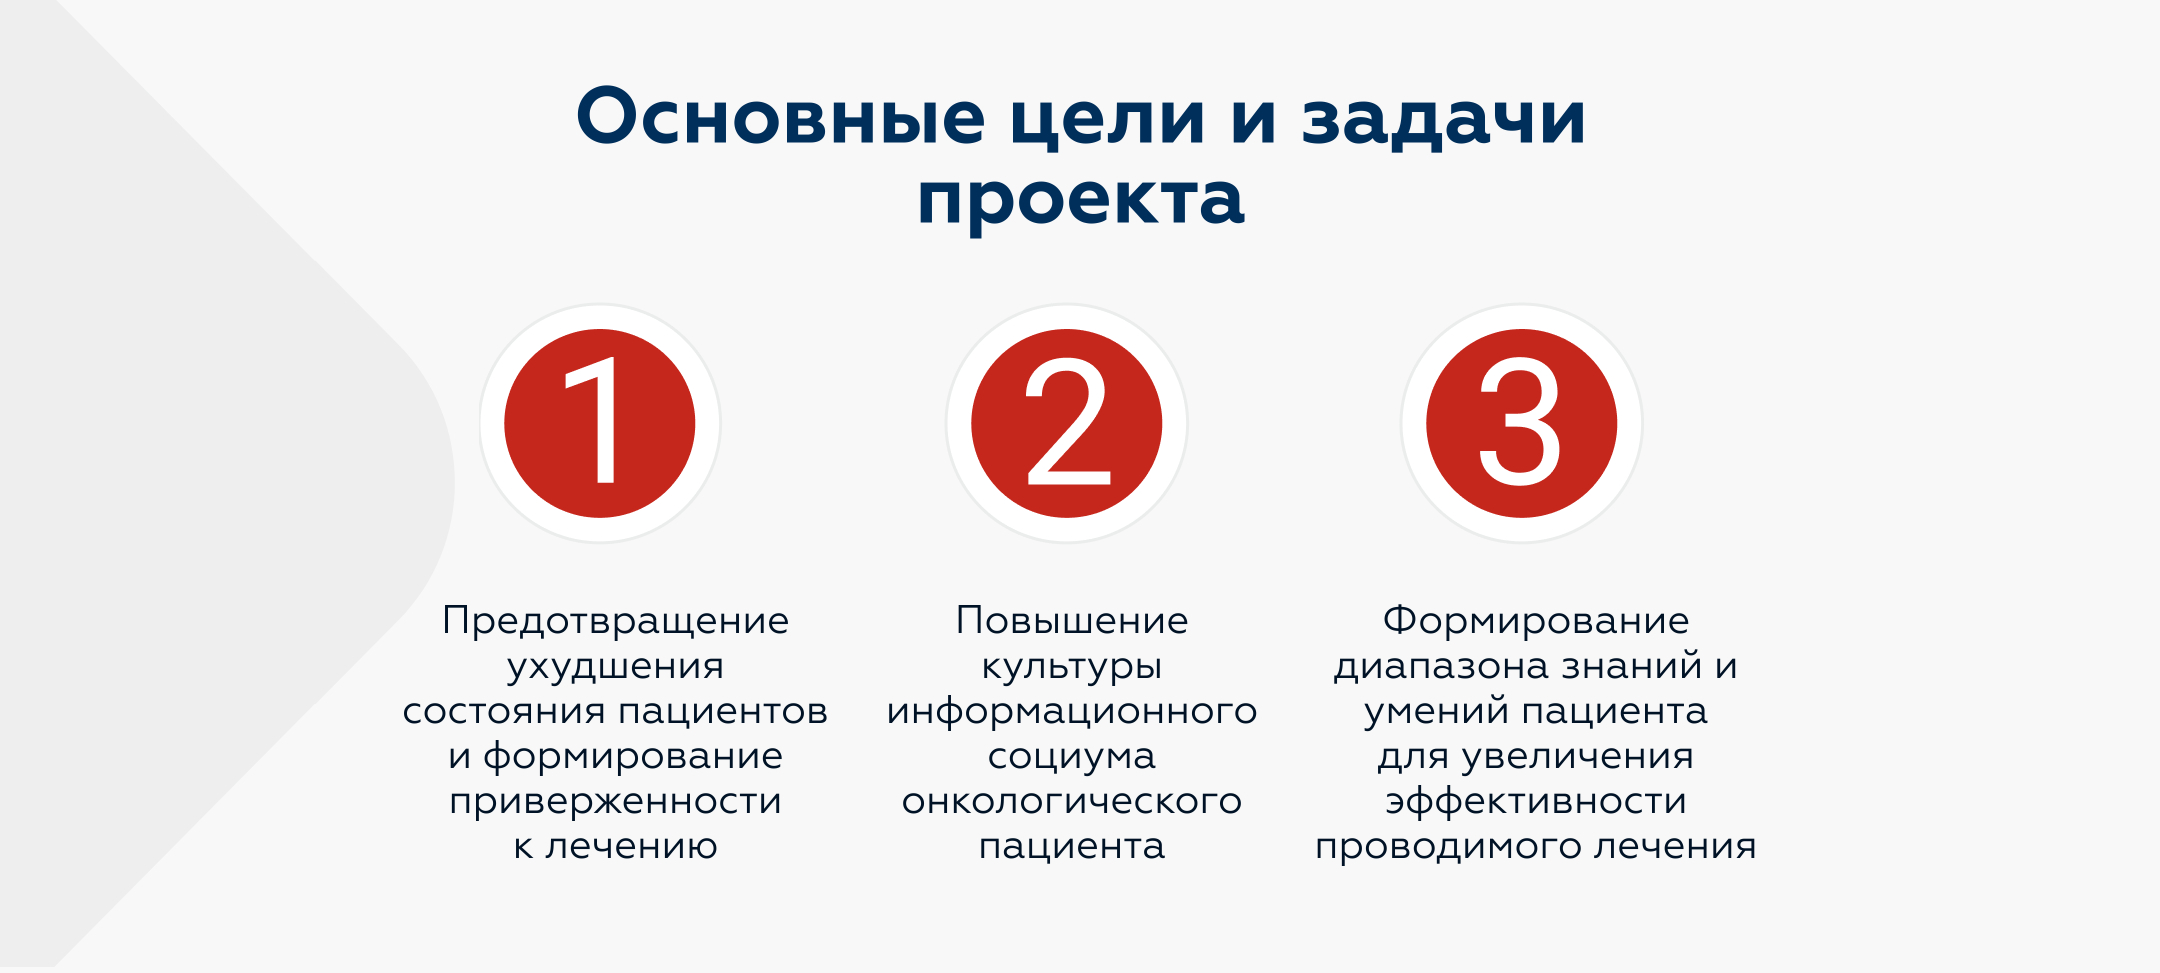 Основные цели и задачи
проекта
1
Предотвращение
ухудшения
состояния пациентов
и формирование
приверженности
к лечению
2
Повышение
культуры
информационного
социума
онкологического
пациента
3
Формирование
диапазона знаний и
умений пациента
для увеличения
эффективности
проводимого лечения